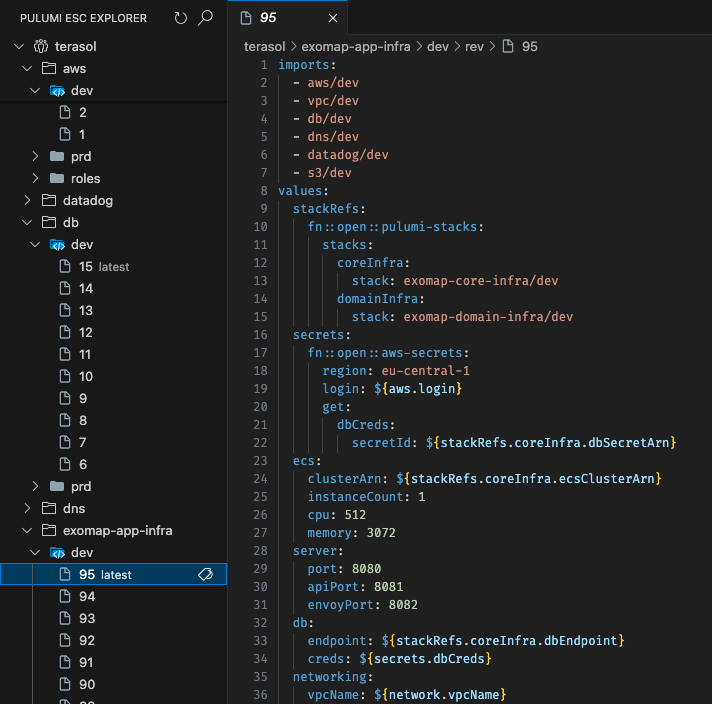 PULUMI ESC EXPLORER
terasol
aws
dev
2
1
prd
roles
datadog
db
dev
15 latest
14
13
12
11
10
9
8
7
6
prd
dns
exomap-app-infra
dev
95 latest
94
93
92
91
90
95
terasol > exomap-app-infra > dev > rev > 95
1 imports:
2 - aws/dev
3 - vpc/dev
4 - db/dev
5 - dns/dev
6 - datadog/dev
7 - s3/dev
8 values:
9 stackRefs:
10 fn::open::pulumi-stacks:
11 stacks:
12 coreInfra:
13 stack: exomap-core-infra/dev
14 domainInfra:
15 stack: exomap-domain-infra/dev
16 secrets:
17 fn::open::aws-secrets:
18 region: eu-central-1
19 login: ${aws.login}
20 get:
21 dbCreds:
22 secretId: ${stackRefs.coreInfra.dbSecretArn}
23 ecs:
24 clusterArn: ${stackRefs.coreInfra.ecsClusterArn}
25 instanceCount: 1
26 cpu: 512
27 memory: 3072
28 server:
29 port: 8080
30 apiPort: 8081
31 envoyPort: 8082
32 db:
33 endpoint: ${stackRefs.coreInfra.dbEndpoint}
34 creds: ${secrets.dbCreds}
35 networking:
36 vpcName: ${network.vpcName}